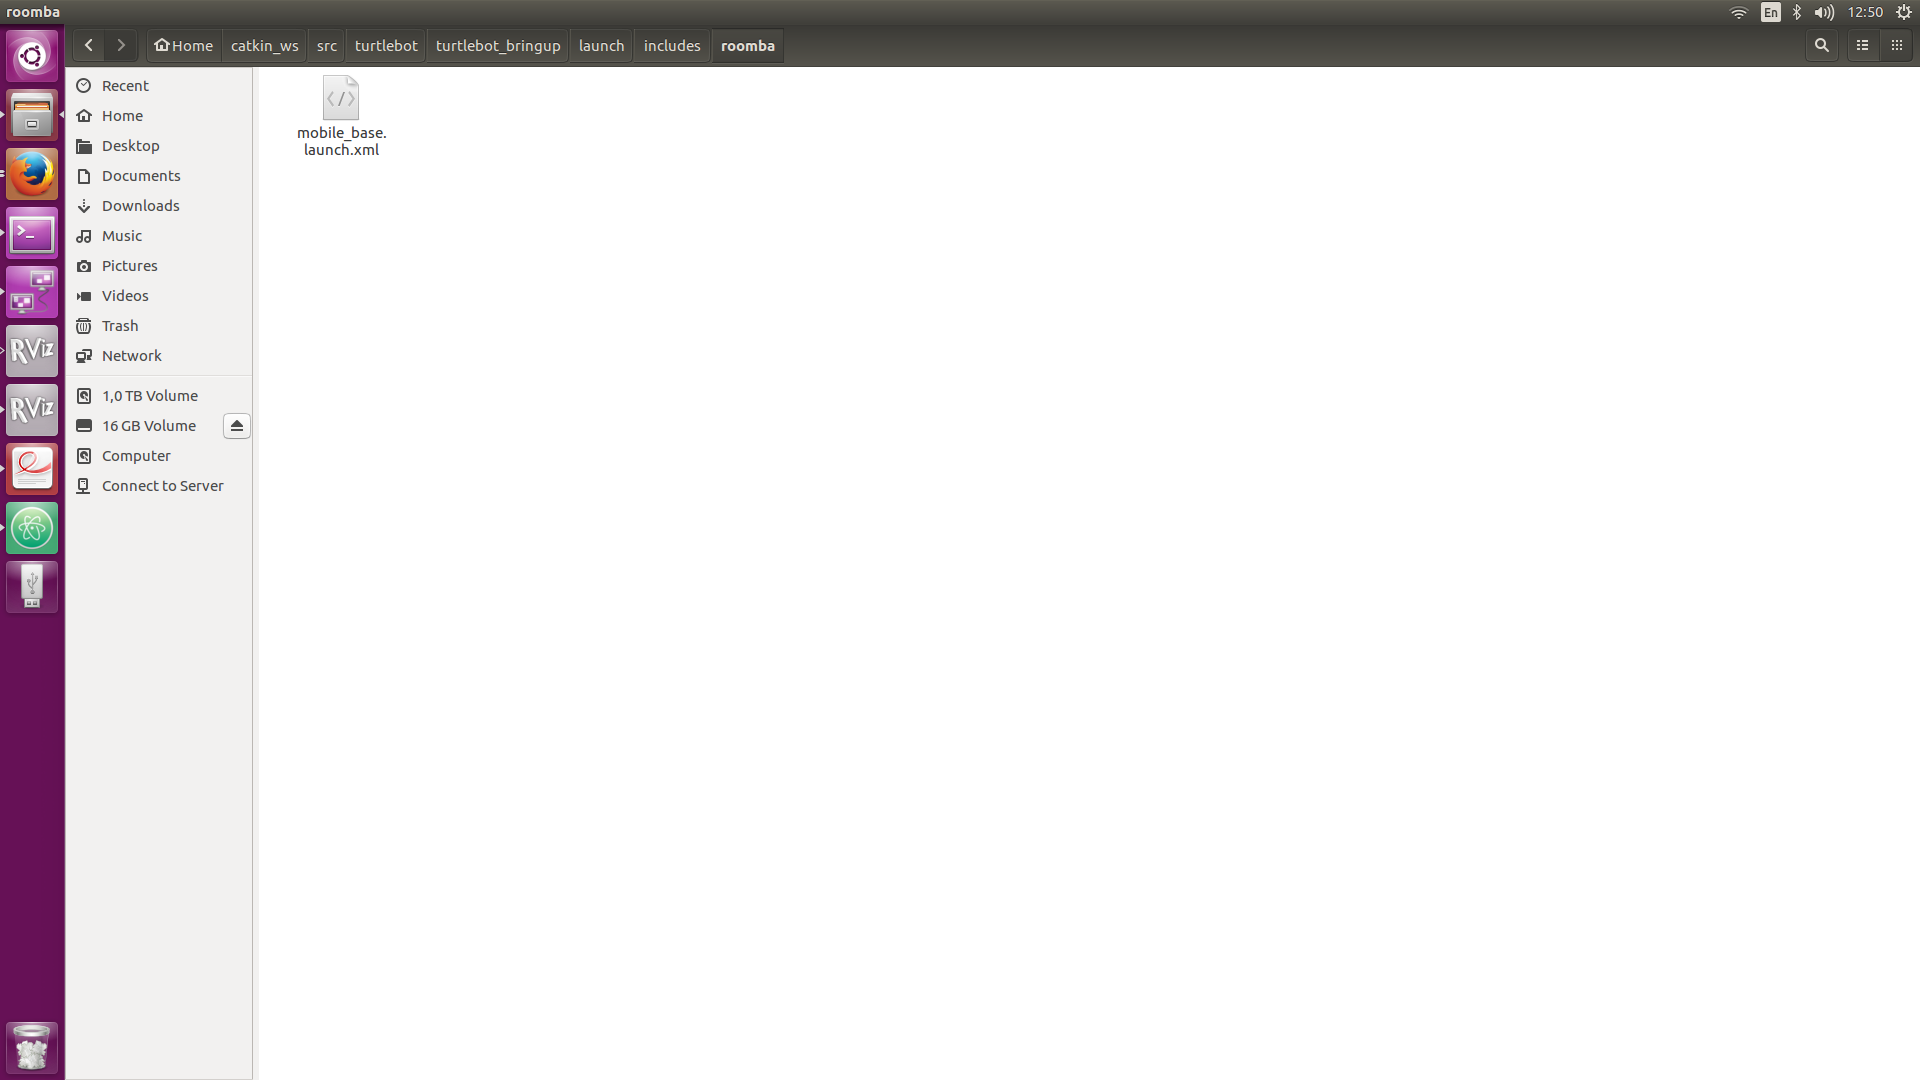 roomba
En
12:50
Home
catkin_ws
src
turtlebot
turtlebot_bringup
launch
includes
roomba
Recent
Home
Desktop
Documents
Downloads
Music
Pictures
Videos
Trash
Network
1,0 TB Volume
16 GB Volume
Computer
Connect to Server
</>
mobile_base.
launch.xml
>_
RViz
RViz